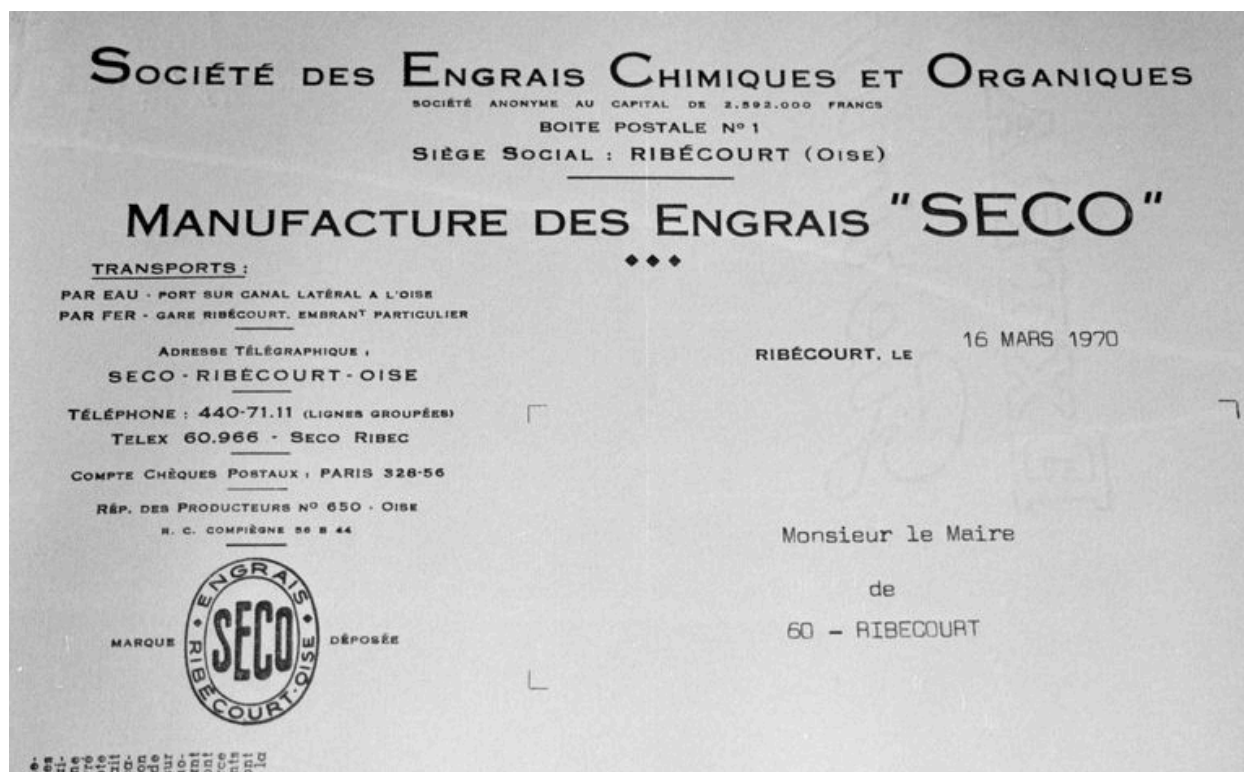 SOCIÉTÉ DES ENGRAIS CHIMIQUES ET ORGANIQUES
SOCIÉTÉ ANONYME AU CAPITAL DE 2.592.000 FRANCS
BOITE POSTALE Nº 1
SIÈGE SOCIAL : RIBÉCOURT (OISE)
MANUFACTURE DES ENGRAIS "SECO"
TRANSPORTS :
PAR EAU - PORT SUR CANAL LATÉRAL A L'OISE
PAR FER - GARE RIBÉCOURT. EMBRANT PARTICULIER
ADRESSE TÉLÉGRAPHIQUE :
SECO - RIBÉCOURT - OISE
TÉLÉPHONE : 440-71.11 (LIGNES GROUPÉES)
TELEX 60.966 - SECO RIBEC
COMPTE CHÈQUES POSTAUX : PARIS 328-56
RÉP. DES PRODUCTEURS Nº 650 - OISE
R. C. COMPIÈGNE 56 B 44
MARQUE DÉPOSÉE
ENGRAIS
SECO
RIBÉCOURT-OISE
RIBÉCOURT, LE 16 MARS 1970
Monsieur le Maire
de
60 - RIBECOURT